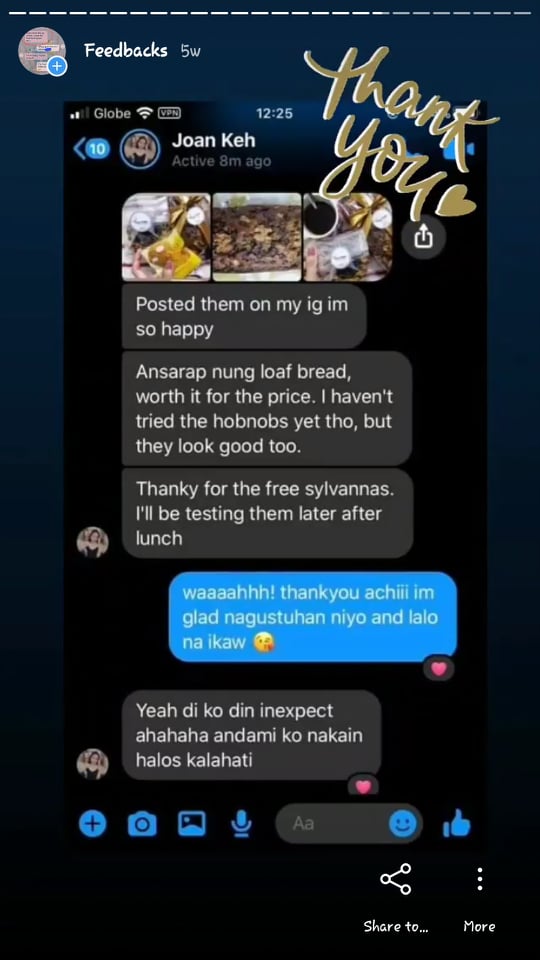 Feedbacks 5w
thank
you
Globe VPN 12:25
10
Joan Keh
Active 8m ago
Posted them on my ig im
so happy
Ansarap nung loaf bread,
worth it for the price. I haven't
tried the hobnobs yet tho, but
they look good too.
Thanky for the free sylvannas.
I'll be testing them later after
lunch
waaaahhh! thankyou achiii im
glad nagustuhan niyo and lalo
na ikaw 😘
Yeah di ko din inexpect
ahahaha andami ko nakain
halos kalahati
Aa
Share to... More